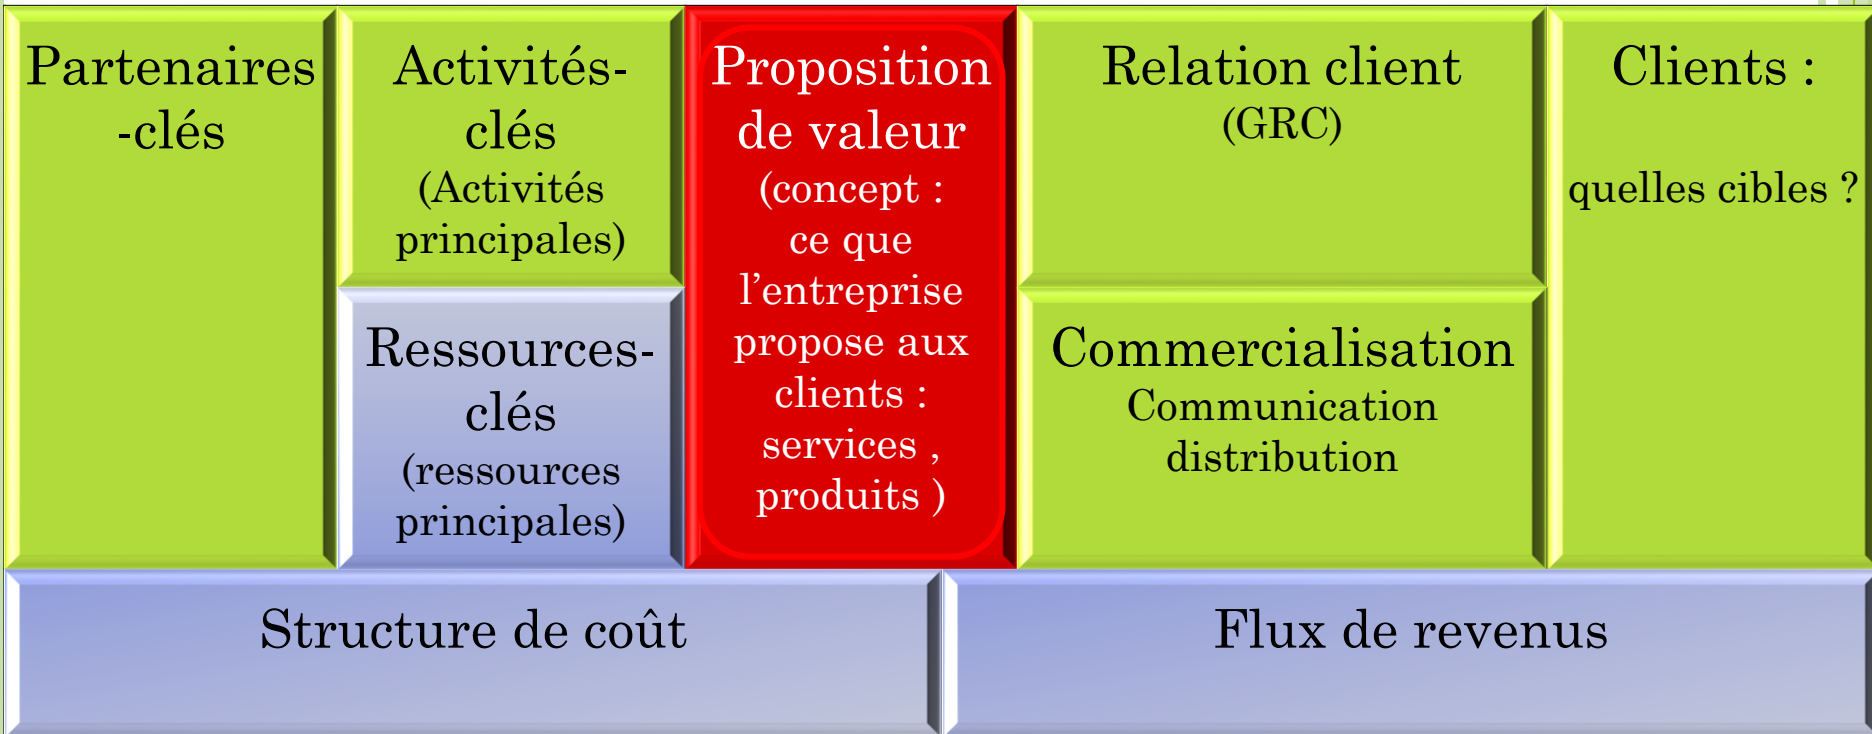 Partenaires
-clés
Activités-
clés
(Activités
principales)
Ressources-
clés
(ressources
principales)
Proposition
de valeur
(concept :
ce que
l’entreprise
propose aux
clients :
services ,
produits )
Relation client
(GRC)
Commercialisation
Communication
distribution
Clients :
quelles cibles ?
Structure de coût
Flux de revenus